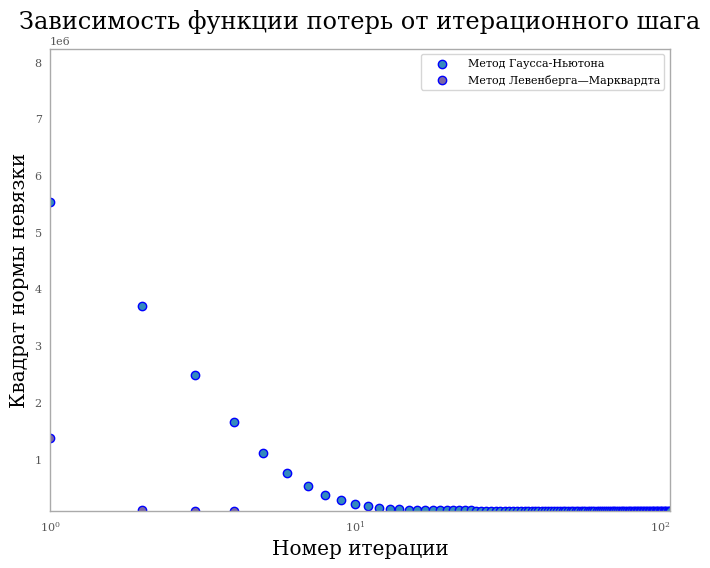 Зависимость функции потерь от итерационного шага
1e6
Метод Гаусса-Ньютона
Метод Левенберга—Марквардта
8
7
6
5
4
3
2
1
Квадрат нормы невязки
10⁰
10¹
10²
Номер итерации